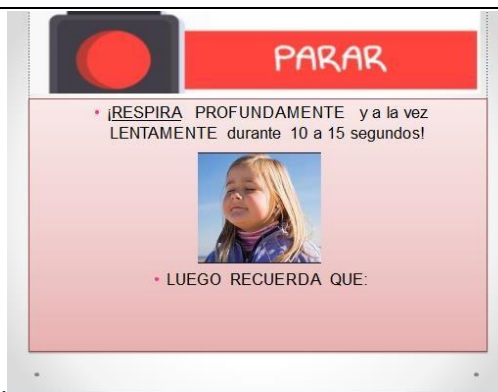 PARAR
• ¡RESPIRA PROFUNDAMENTE y a la vez
LENTAMENTE durante 10 a 15 segundos!
• LUEGO RECUERDA QUE: